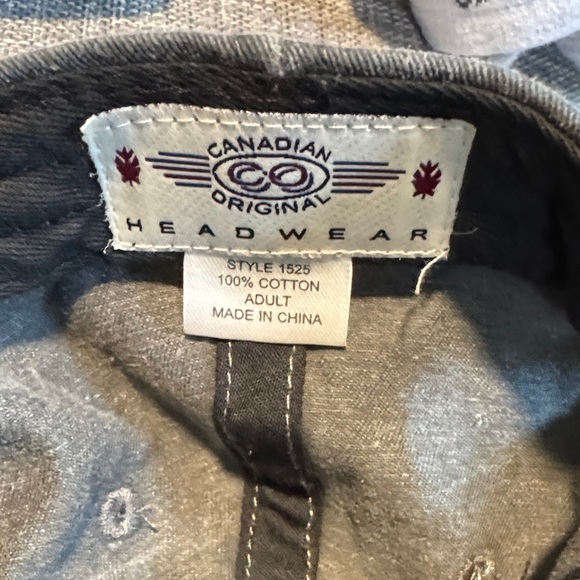 CANADIAN
CO
ORIGINAL
HEADWEAR
STYLE 1525
100% COTTON
ADULT
MADE IN CHINA